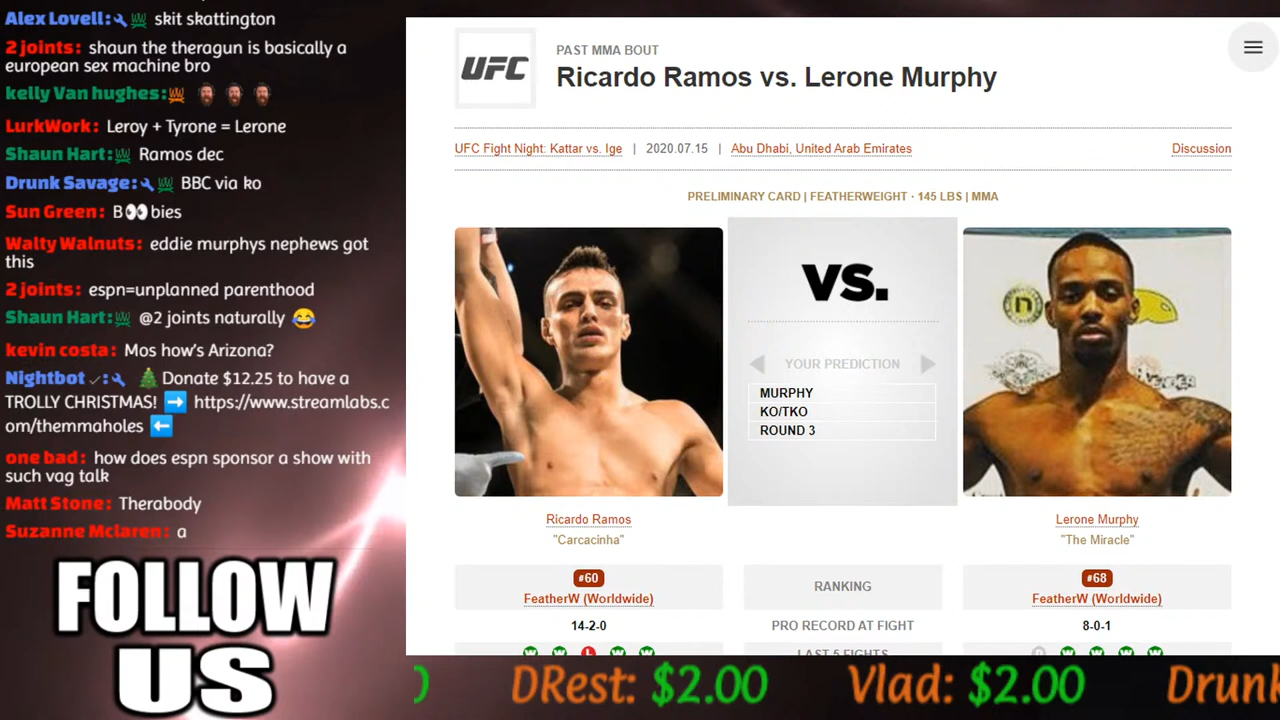 Alex Lovell: skit skattington
2 joints: shaun the theragun is basically a
european sex machine bro
kelly Van hughes:
LurkWork: Leroy + Tyrone = Lerone
Shaun Hart: Ramos dec
Drunk Savage: BBC via ko
Sun Green: B👀bies
Walty Walnuts: eddie murphys nephews got
this
2 joints: espn=unplanned parenthood
Shaun Hart: @2 joints naturally 😂
kevin costa: Mos how's Arizona?
Nightbot ✓: 🎄 Donate $12.25 to have a
TROLLY CHRISTMAS! ➡️ https://www.streamlabs.c
om/themmaholes ⬅️
one bad: how does espn sponsor a show with
such vag talk
Matt Stone: Therabody
Suzanne Mclaren: a
FOLLOW
US
UFC
PAST MMA BOUT
Ricardo Ramos vs. Lerone Murphy
UFC Fight Night: Kattar vs. Ige | 2020.07.15 | Abu Dhabi, United Arab Emirates
Discussion
PRELIMINARY CARD | FEATHERWEIGHT · 145 LBS | MMA
VS.
YOUR PREDICTION
MURPHY
KO/TKO
ROUND 3
Ricardo Ramos
"Carcacinha"
Lerone Murphy
"The Miracle"
#60
FeatherW (Worldwide)
RANKING
#68
FeatherW (Worldwide)
14-2-0
PRO RECORD AT FIGHT
8-0-1
LAST 5 FIGHTS
DRest: $2.00
Vlad: $2.00
Drunk